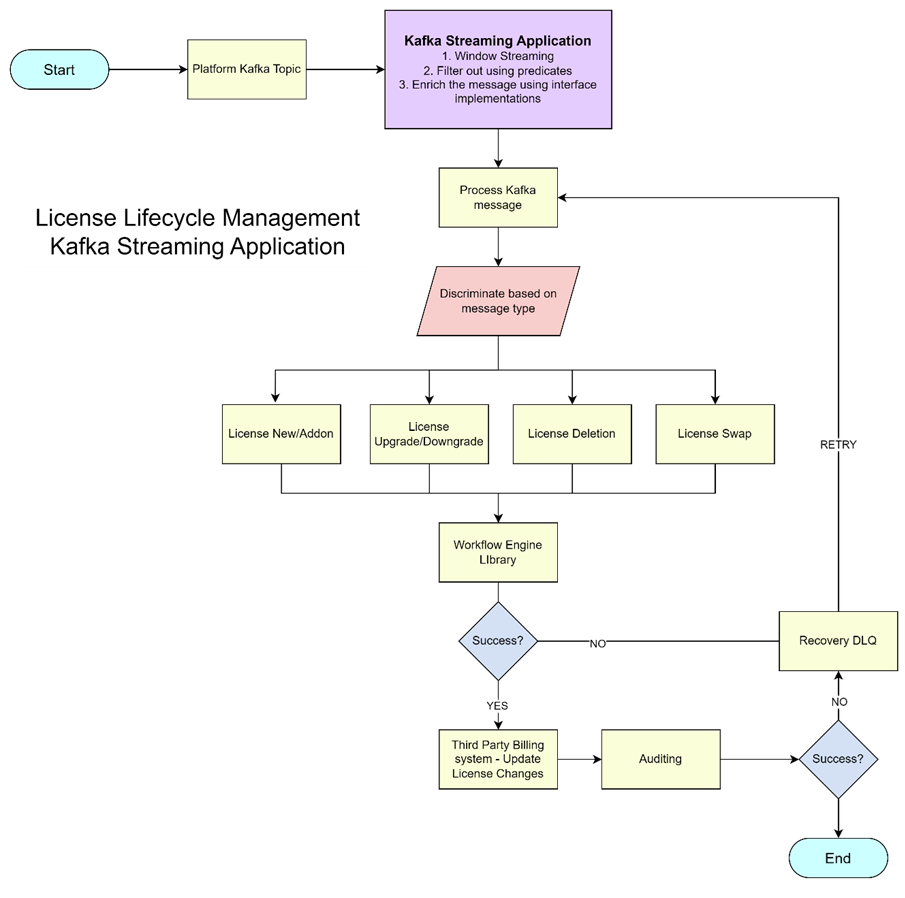 Kafka Streaming Application
1. Window Streaming
2. Filter out using predicates
3. Enrich the message using interface
implementations
Start
Platform Kafka Topic
Process Kafka
message
License Lifecycle Management
Kafka Streaming Application
Discriminate based on
message type
License New/Addon
License
Upgrade/Downgrade
License Deletion
License Swap
RETRY
Workflow Engine
LIbrary
Success?
NO
Recovery DLQ
YES
NO
Third Party Billing
system - Update
License Changes
Auditing
Success?
End